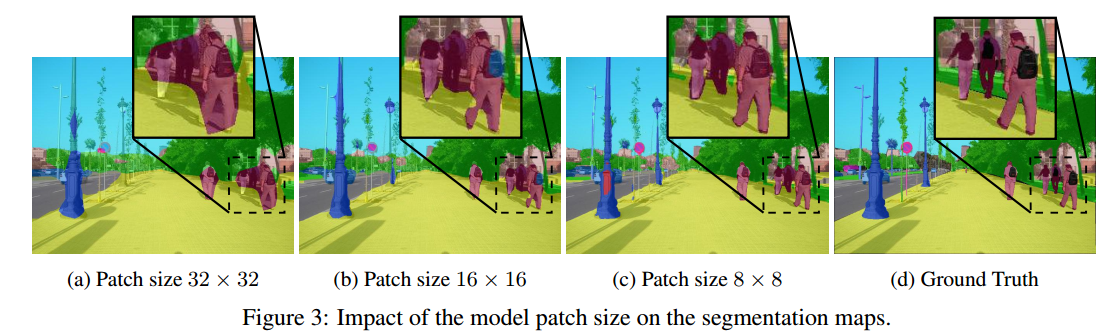 (a) Patch size 32 × 32
(b) Patch size 16 × 16
(c) Patch size 8 × 8
(d) Ground Truth
Figure 3: Impact of the model patch size on the segmentation maps.